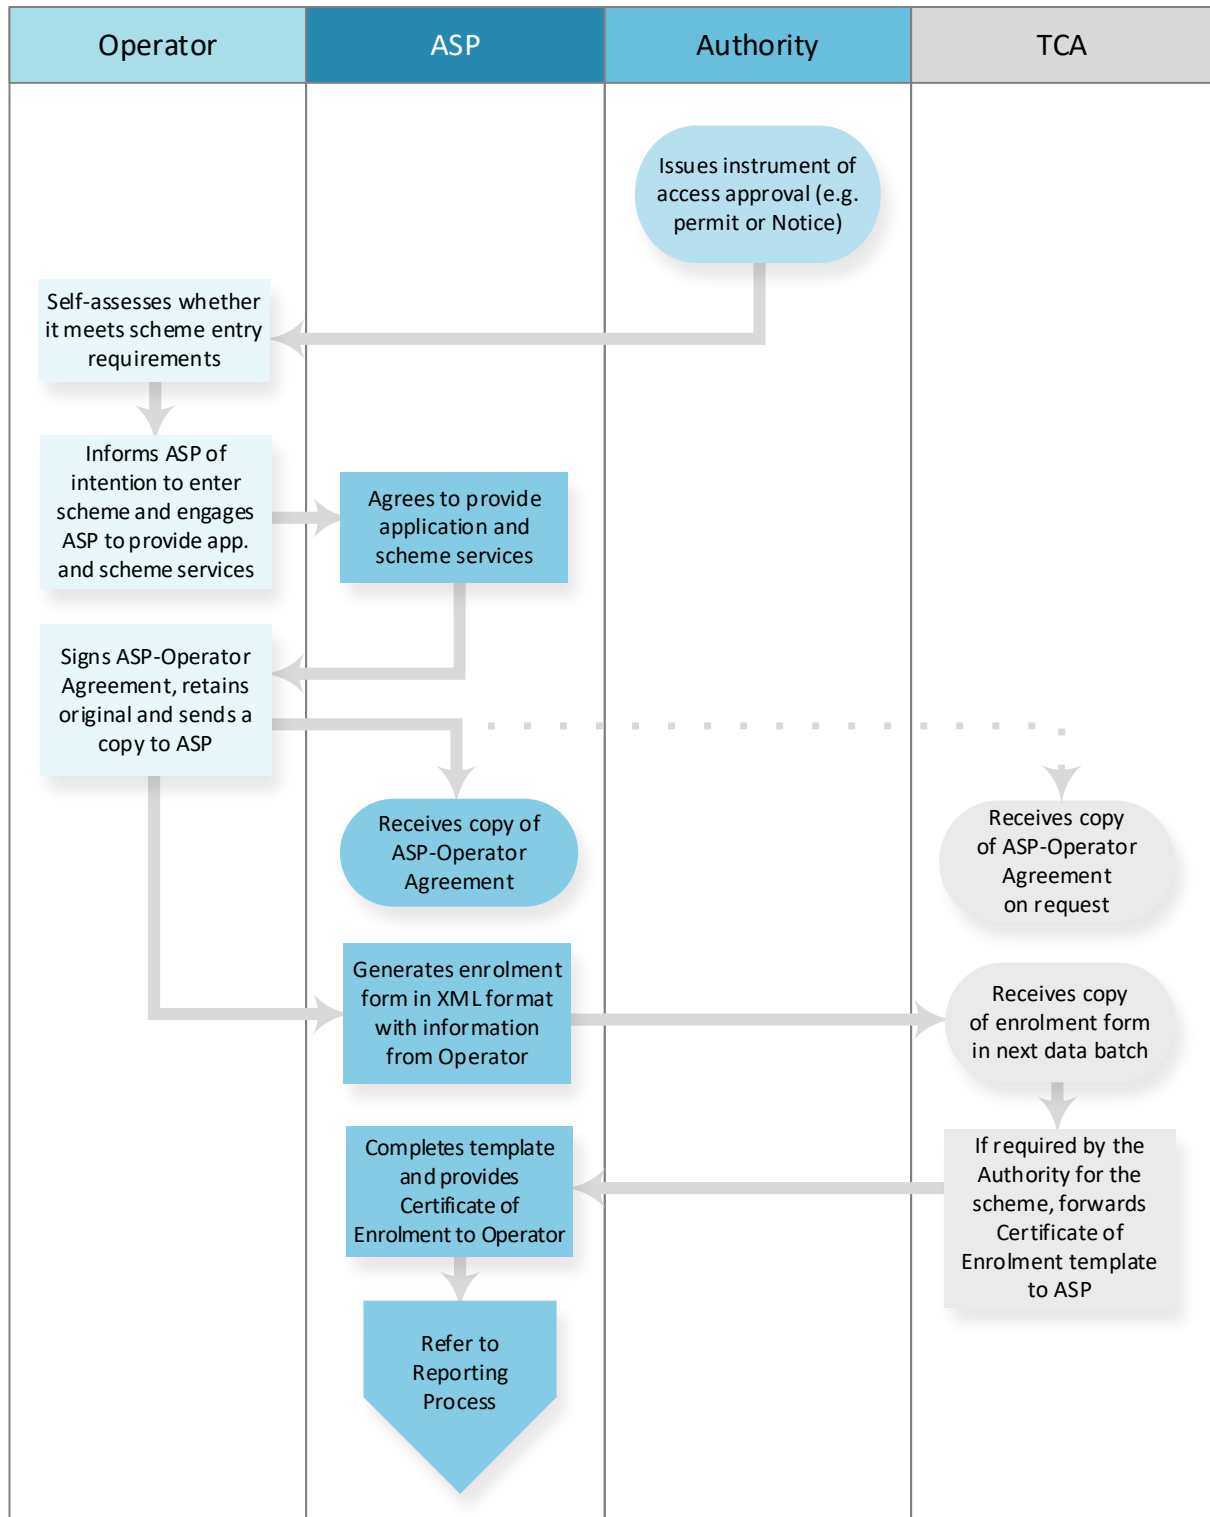 Operator
ASP
Authority
TCA
Issues instrument of
access approval (e.g.
permit or Notice)
Self-assesses whether
it meets scheme entry
requirements
Informs ASP of
intention to enter
scheme and engages
ASP to provide app.
and scheme services
Agrees to provide
application and
scheme services
Signs ASP-Operator
Agreement, retains
original and sends a
copy to ASP
Receives copy of
ASP-Operator
Agreement
Receives copy
of ASP-Operator
Agreement
on request
Generates enrolment
form in XML format
with information
from Operator
Receives copy
of enrolment form
in next data batch
Completes template
and provides
Certificate of
Enrolment to Operator
If required by the
Authority for the
scheme, forwards
Certificate of
Enrolment template
to ASP
Refer to
Reporting
Process